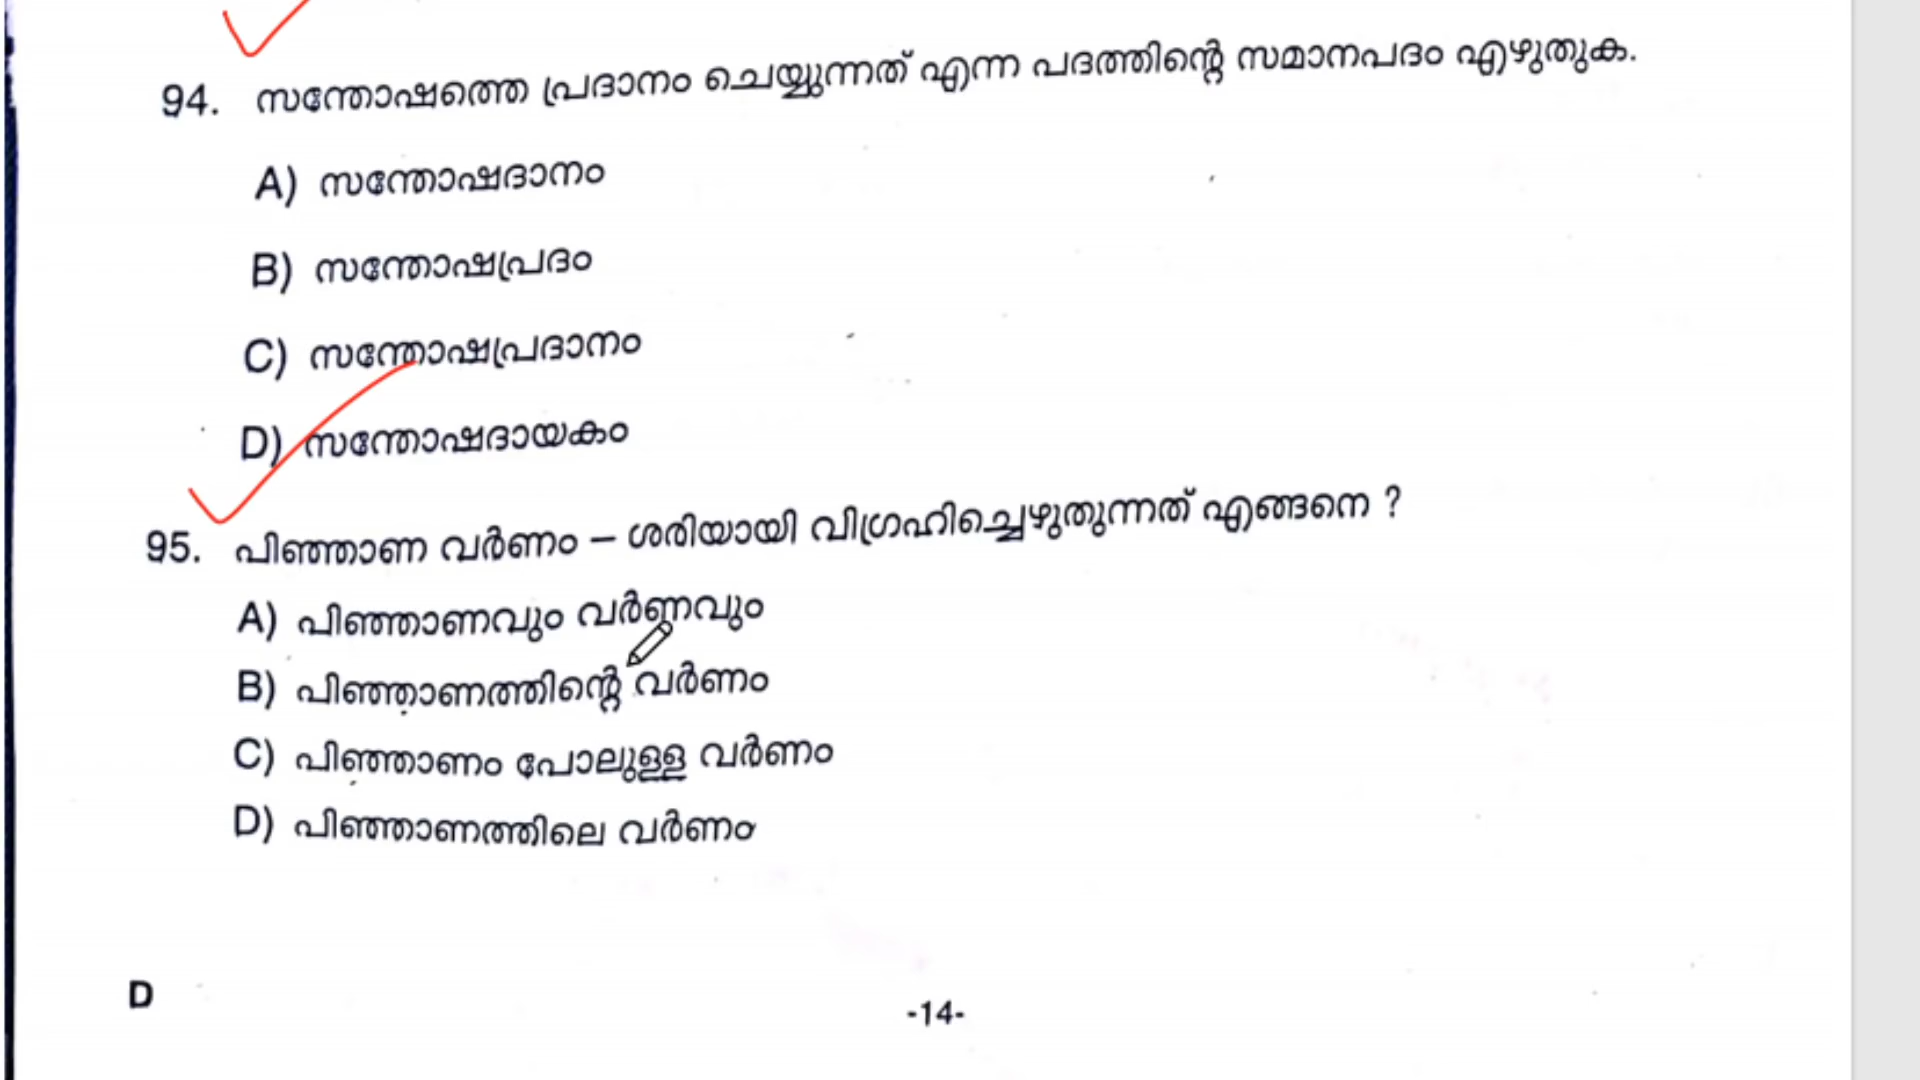 94. സന്തോഷത്തെ പ്രദാനം ചെയ്യുന്നത് എന്ന പദത്തിന്റെ സമാനപദം എഴുതുക.
A) സന്തോഷദാനം
B) സന്തോഷപ്രദം
C) സന്തോഷപ്രദാനം
D) സന്തോഷദായകം
95. പിഞ്ഞാണ വർണം – ശരിയായി വിഗ്രഹിച്ചെഴുതുന്നത് എങ്ങനെ ?
A) പിഞ്ഞാണവും വർണവും
B) പിഞ്ഞാണത്തിന്റെ വർണം
C) പിഞ്ഞാണം പോലുള്ള വർണം
D) പിഞ്ഞാണത്തിലെ വർണം
D
-14-